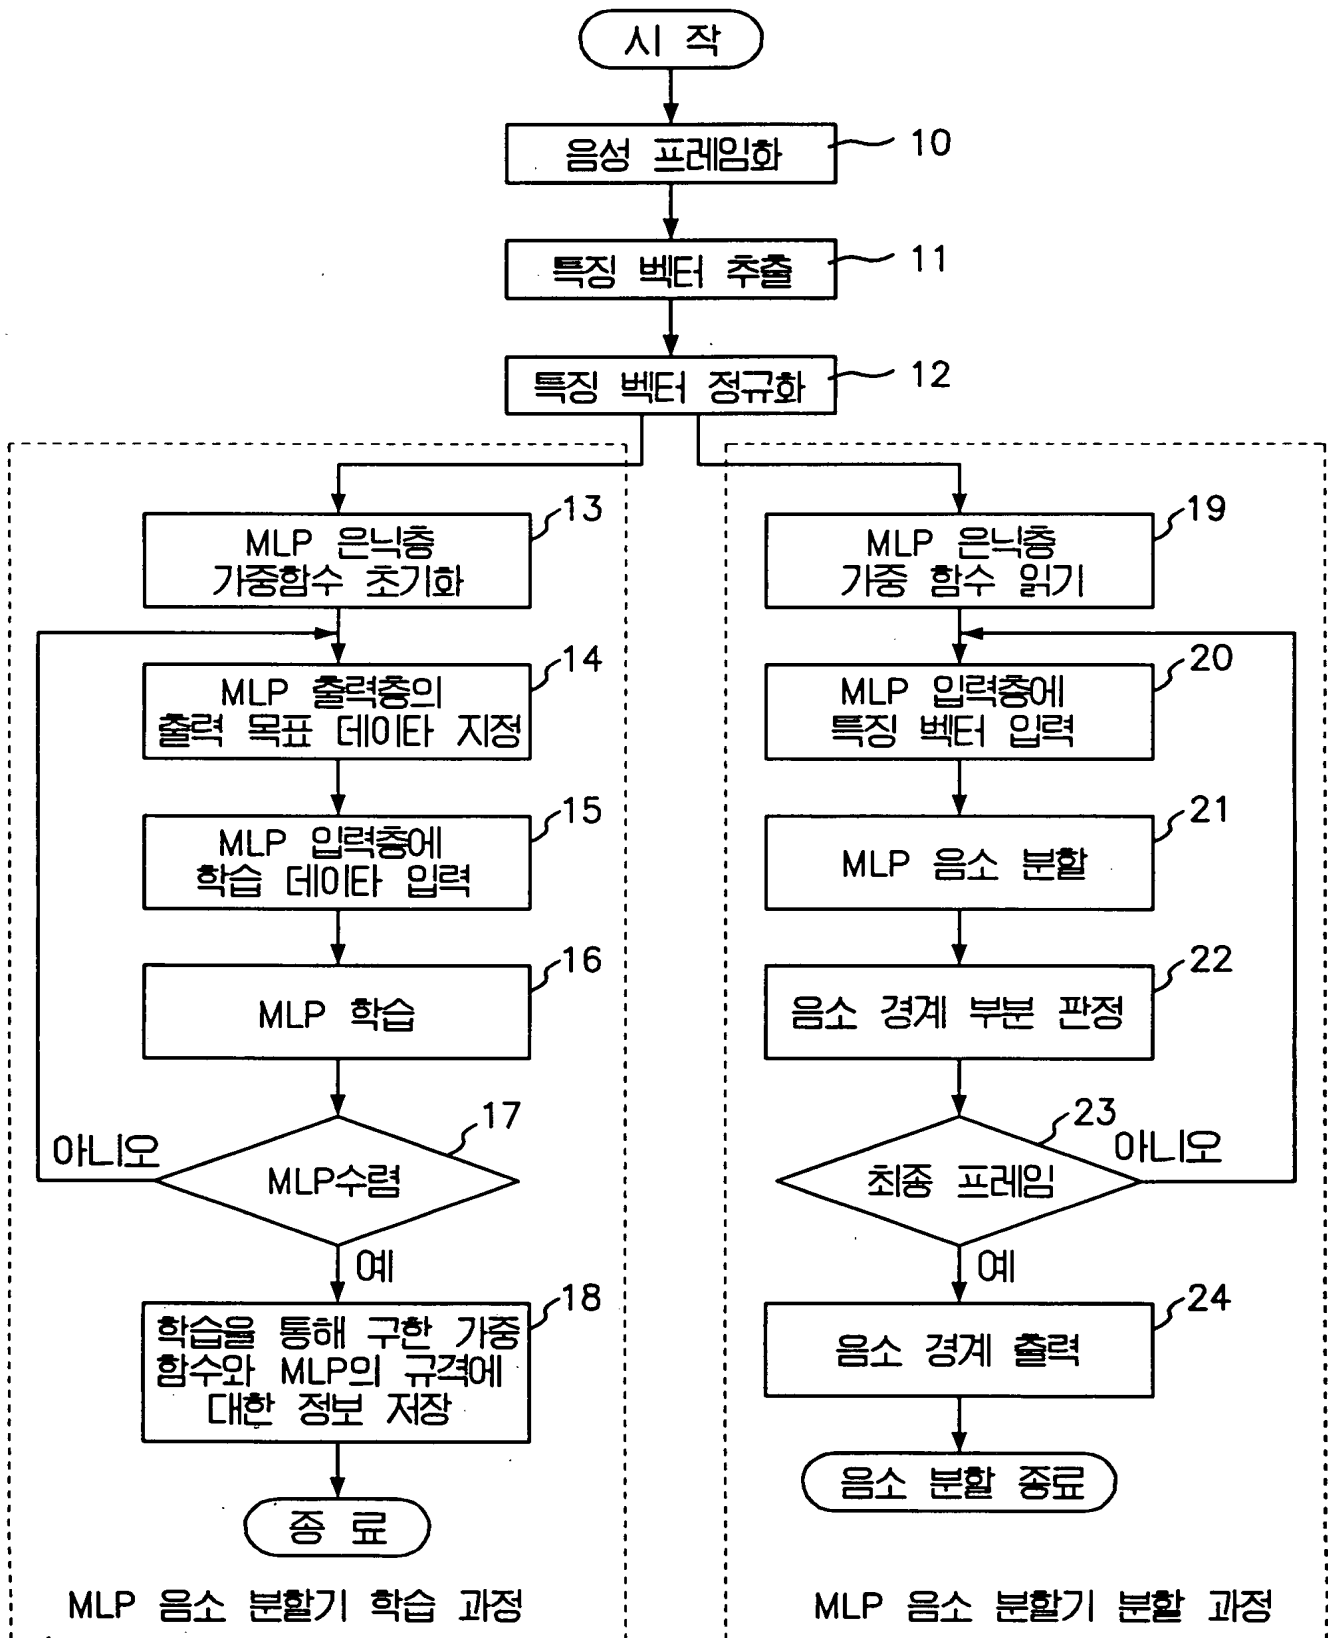 시 작
음성 프레임화
10
특징 벡터 추출
11
특징 벡터 정규화
12
MLP 은닉층
가중함수 초기화
13
MLP 출력층의
출력 목표 데이타 지정
14
MLP 입력층에
학습 데이타 입력
15
MLP 학습
16
MLP수렴
17
아니오
예
학습을 통해 구한 가중
함수와 MLP의 규격에
대한 정보 저장
18
종 료
MLP 음소 분할기 학습 과정
MLP 은닉층
가중 함수 읽기
19
MLP 입력층에
특징 벡터 입력
20
MLP 음소 분할
21
음소 경계 부분 판정
22
최종 프레임
23
아니오
예
음소 경계 출력
24
음소 분할 종료
MLP 음소 분할기 분할 과정